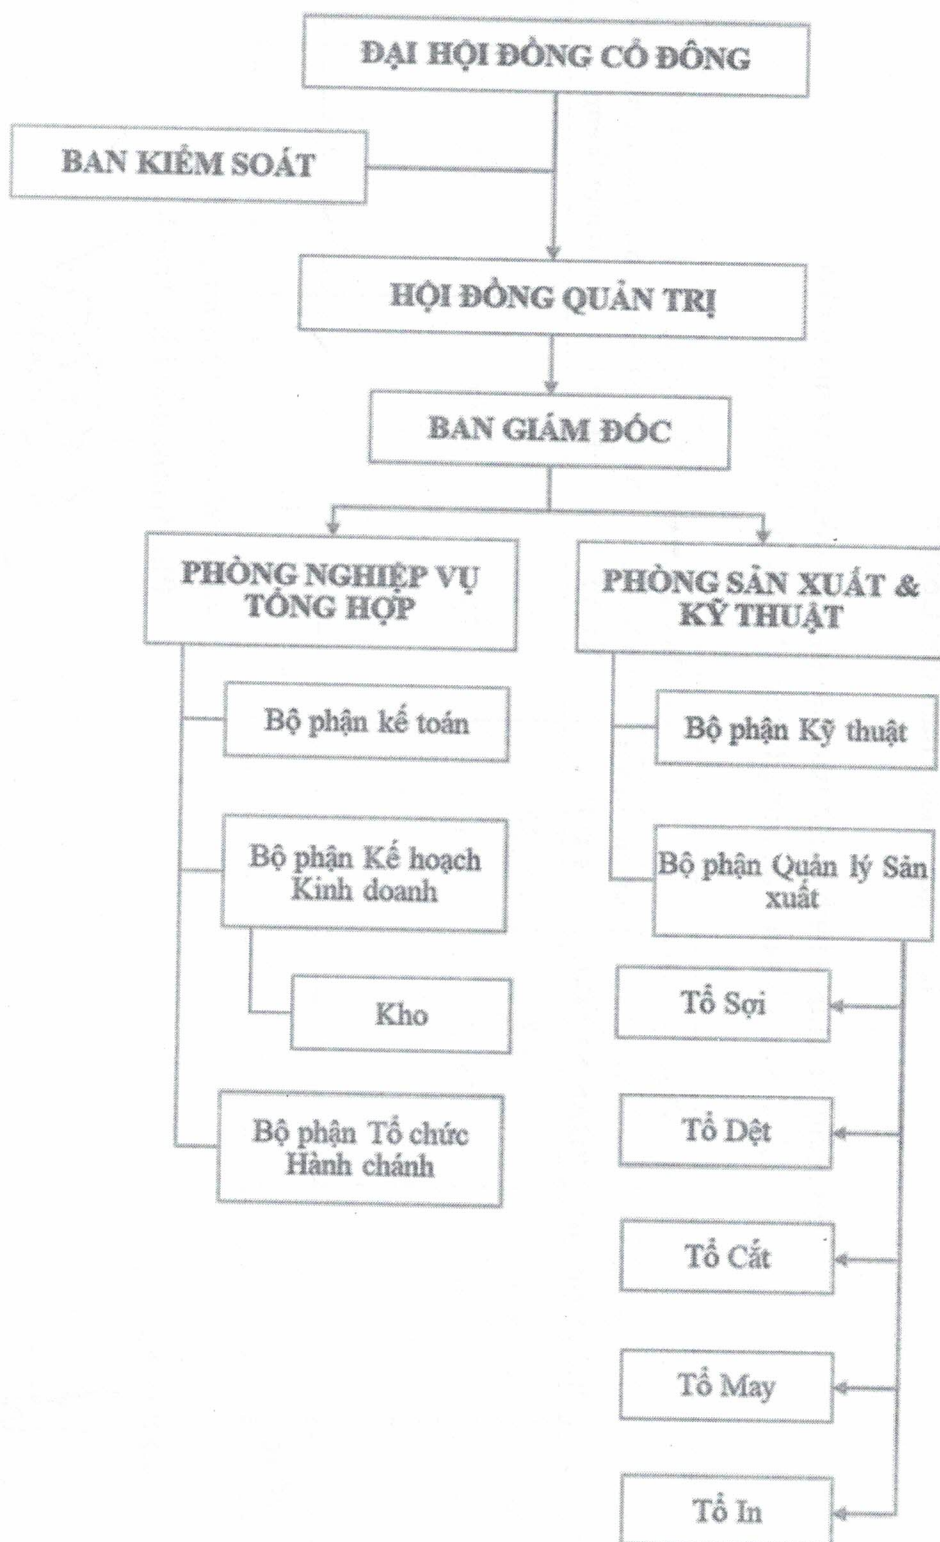 ĐẠI HỘI ĐỒNG CỔ ĐÔNG
BAN KIỂM SOÁT
HỘI ĐỒNG QUẢN TRỊ
BAN GIÁM ĐỐC
PHÒNG NGHIỆP VỤ
TỔNG HỢP
Bộ phận kế toán
Bộ phận Kế hoạch
Kinh doanh
Kho
Bộ phận Tổ chức
Hành chánh
PHÒNG SẢN XUẤT &
KỸ THUẬT
Bộ phận Kỹ thuật
Bộ phận Quản lý Sản
xuất
Tổ Sợi
Tổ Dệt
Tổ Cắt
Tổ May
Tổ In